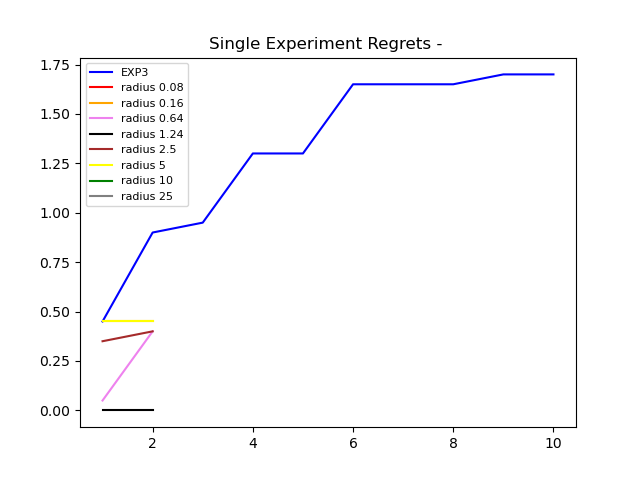 Single Experiment Regrets -
1.75
1.50
1.25
1.00
0.75
0.50
0.25
0.00
EXP3
radius 0.08
radius 0.16
radius 0.64
radius 1.24
radius 2.5
radius 5
radius 10
radius 25
2 4 6 8 10